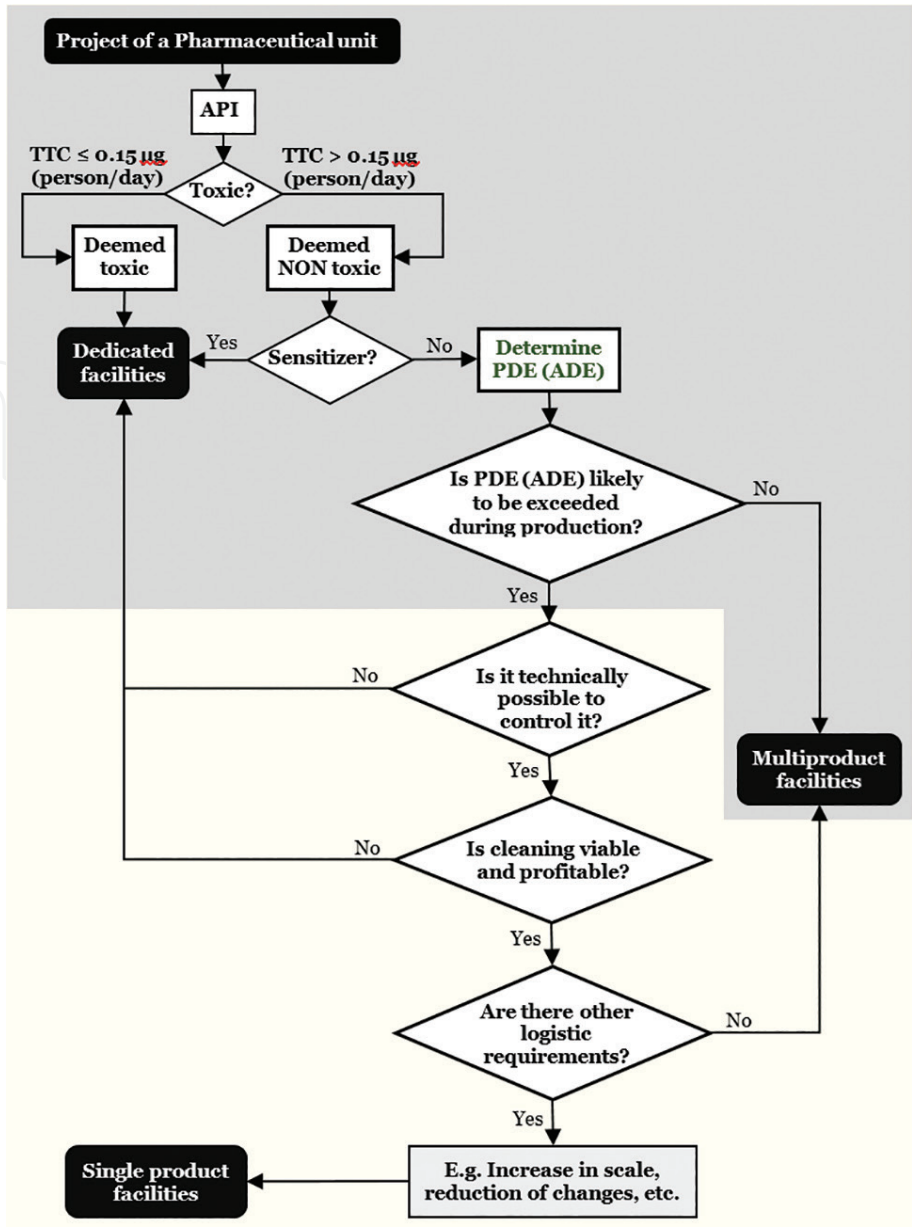 Project of a Pharmaceutical unit
API
TTC ≤ 0.15 µg
(person/day)
TTC > 0.15 µg
(person/day)
Toxic?
Deemed
toxic
Deemed
NON toxic
Dedicated
facilities
Yes
Sensitizer?
No
Determine
PDE (ADE)
Is PDE (ADE) likely
to be exceeded
during production?
No
Yes
No
Is it technically
possible to
control it?
Yes
Multiproduct
facilities
No
Is cleaning viable
and profitable?
Yes
Are there other
logistic
requirements?
No
Yes
Single product
facilities
E.g. Increase in scale,
reduction of changes, etc.